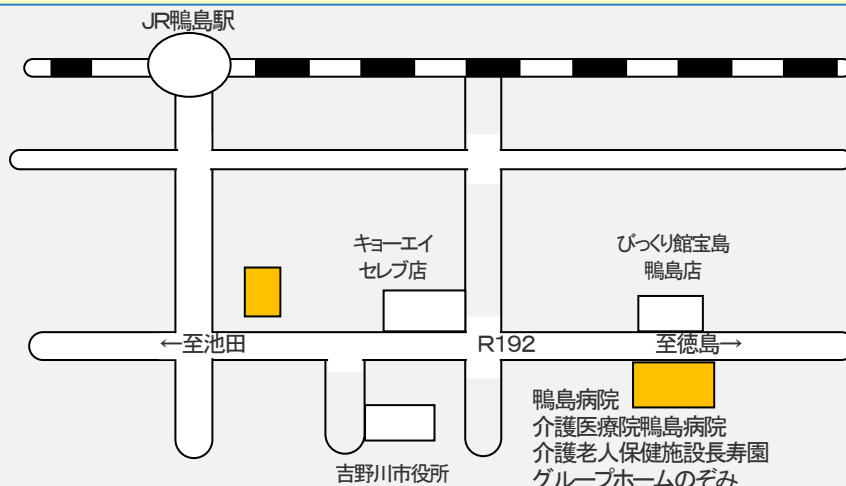 JR鴨島駅
キョーエイ
セレブ店
びっくり館宝島
鴨島店
←至池田
R192
至徳島→
鴨島病院
介護医療院鴨島病院
介護老人保健施設長寿園
グループホームのぞみ
吉野川市役所